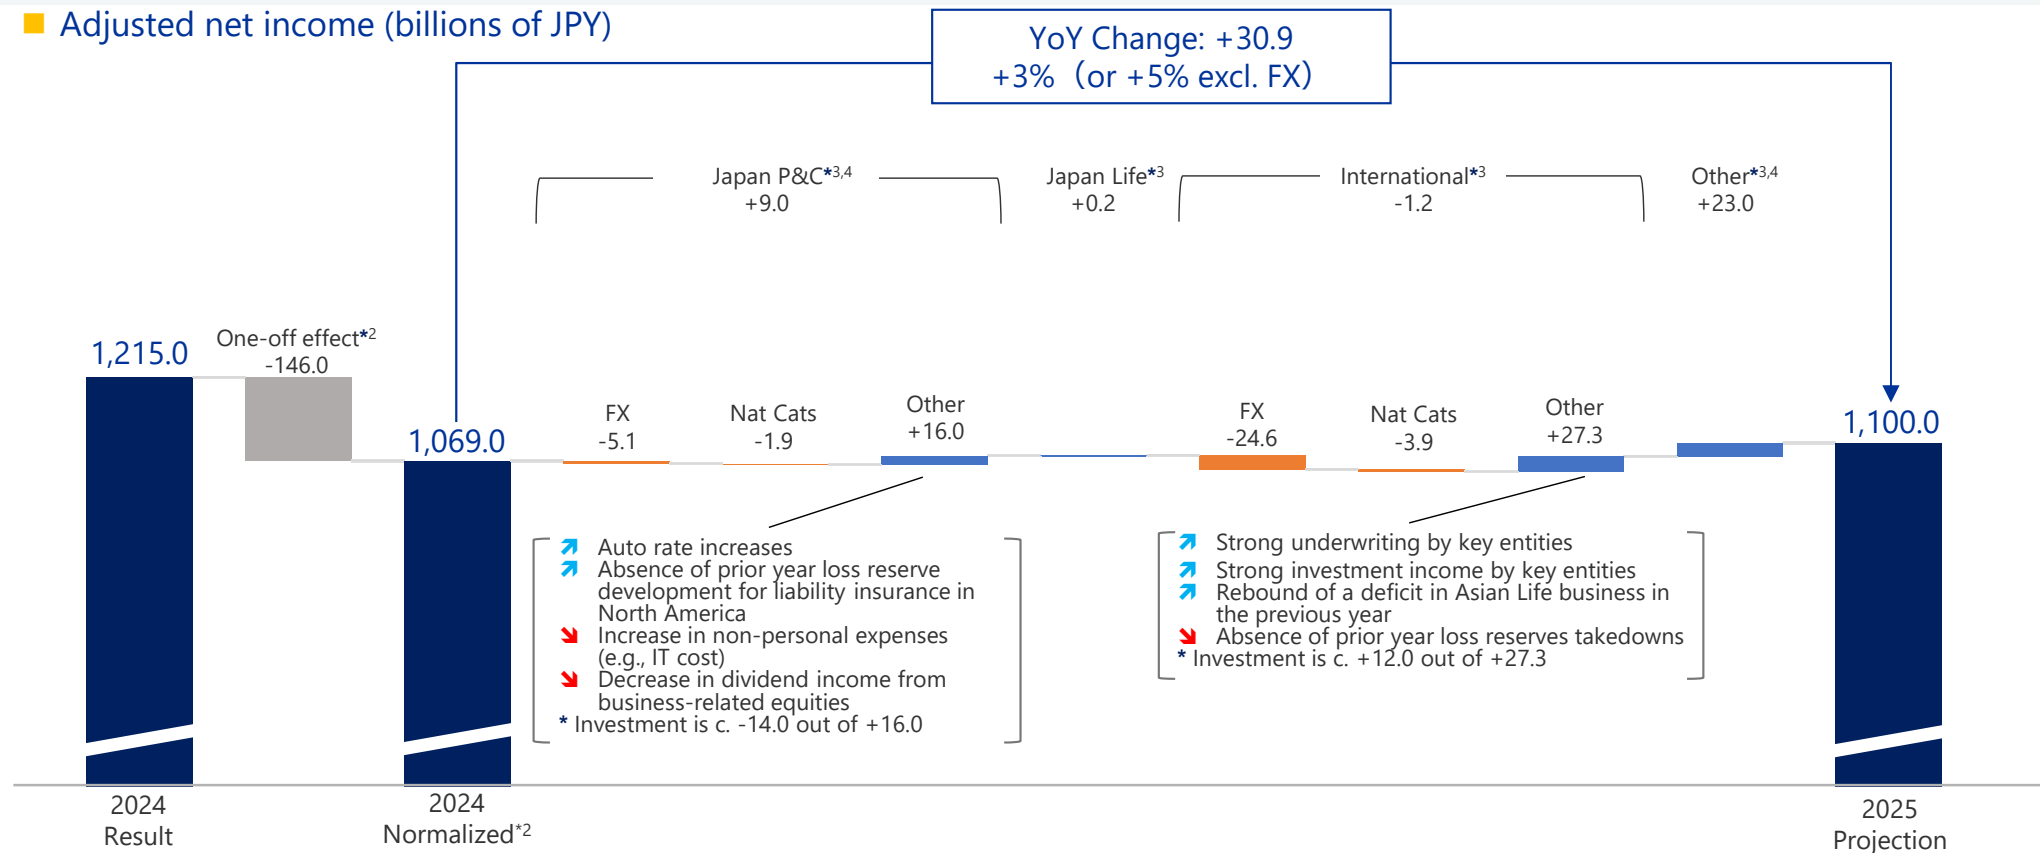 Adjusted net income (billions of JPY)
YoY Change: +30.9
+3%（or +5% excl. FX）
Japan P&C*3,4
+9.0
Japan Life*3
+0.2
International*3
-1.2
Other*3,4
+23.0
1,215.0
One-off effect*2
-146.0
1,069.0
FX
-5.1
Nat Cats
-1.9
Other
+16.0
FX
-24.6
Nat Cats
-3.9
Other
+27.3
1,100.0
Auto rate increases
Absence of prior year loss reserve
development for liability insurance in
North America
Increase in non-personal expenses
(e.g., IT cost)
Decrease in dividend income from
business-related equities
* Investment is c. -14.0 out of +16.0
Strong underwriting by key entities
Strong investment income by key entities
Rebound of a deficit in Asian Life business in
the previous year
Absence of prior year loss reserves takedowns
* Investment is c. +12.0 out of +27.3
2024
Result
2024
Normalized*2
2025
Projection